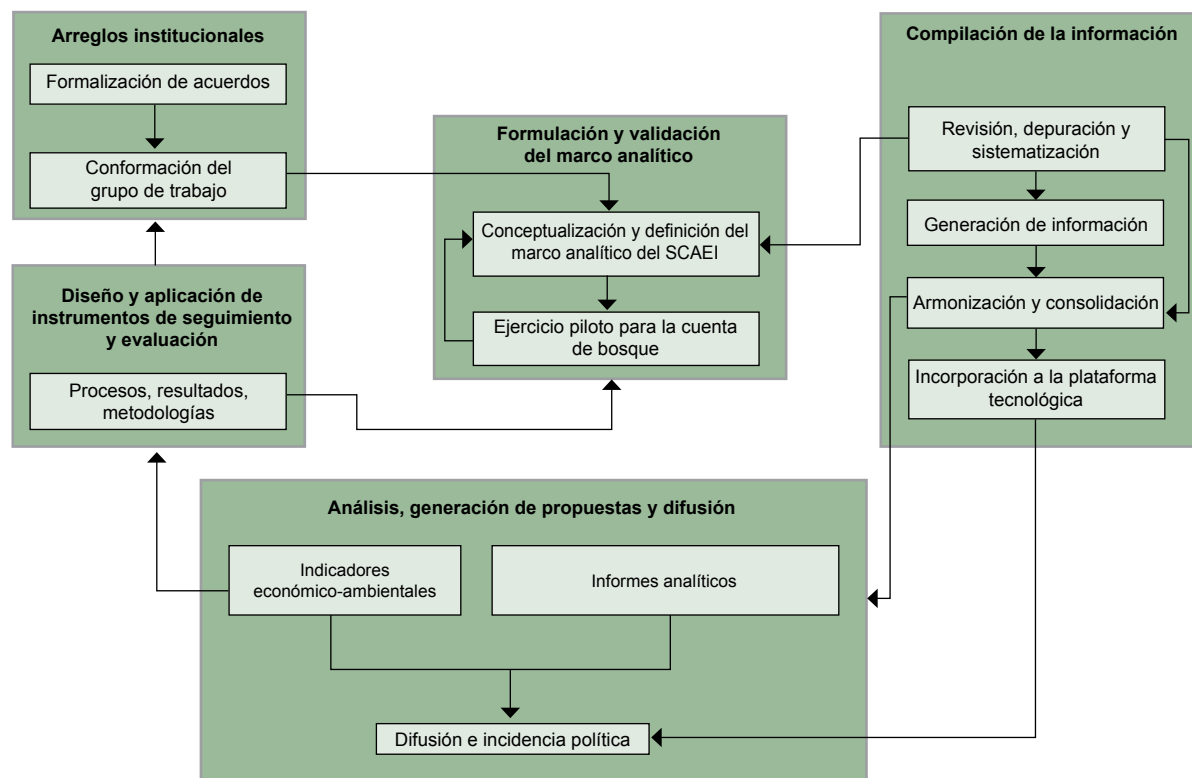 Arreglos institucionales
Formalización de acuerdos
Conformación del
grupo de trabajo
Formulación y validación
del marco analítico
Conceptualización y definición del
marco analítico del SCAEI
Ejercicio piloto para la cuenta
de bosque
Compilación de la información
Revisión, depuración y
sistematización
Generación de información
Armonización y consolidación
Incorporación a la plataforma
tecnológica
Diseño y aplicación de
instrumentos de seguimiento
y evaluación
Procesos, resultados,
metodologías
Análisis, generación de propuestas y difusión
Indicadores
económico-ambientales
Informes analíticos
Difusión e incidencia política